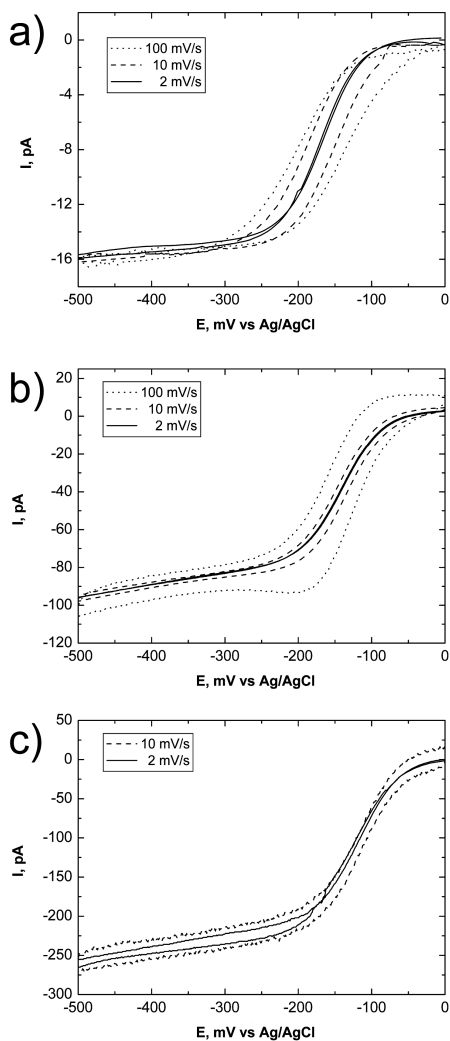 a)
0
-4
-8
-12
-16
I, pA
100 mV/s
10 mV/s
2 mV/s
-500
-400
-300
-200
-100
0
E, mV vs Ag/AgCl
b)
20
0
-20
-40
-60
-80
-100
-120
I, pA
100 mV/s
10 mV/s
2 mV/s
-500
-400
-300
-200
-100
0
E, mV vs Ag/AgCl
c)
50
0
-50
-100
-150
-200
-250
-300
I, pA
10 mV/s
2 mV/s
-500
-400
-300
-200
-100
0
E, mV vs Ag/AgCl